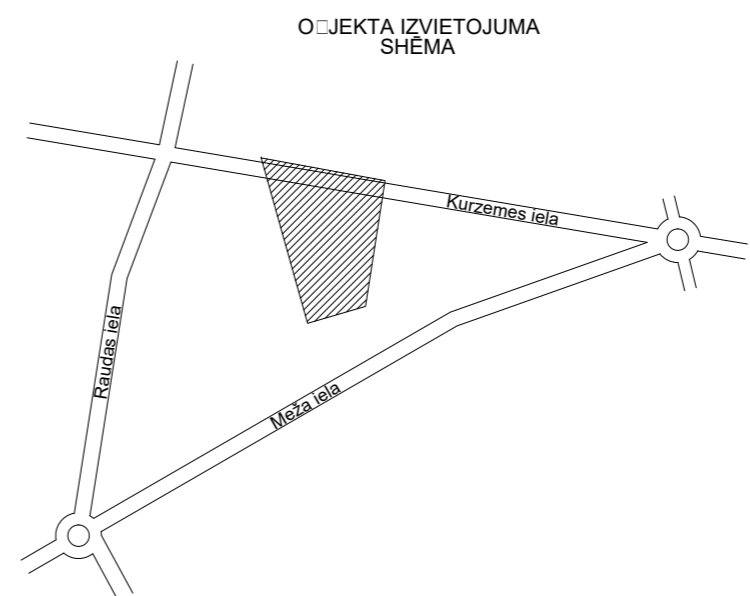 O□JEKTA IZVIETOJUMA
SHĒMA
Kurzemes iela
Raudas iela
Meža iela